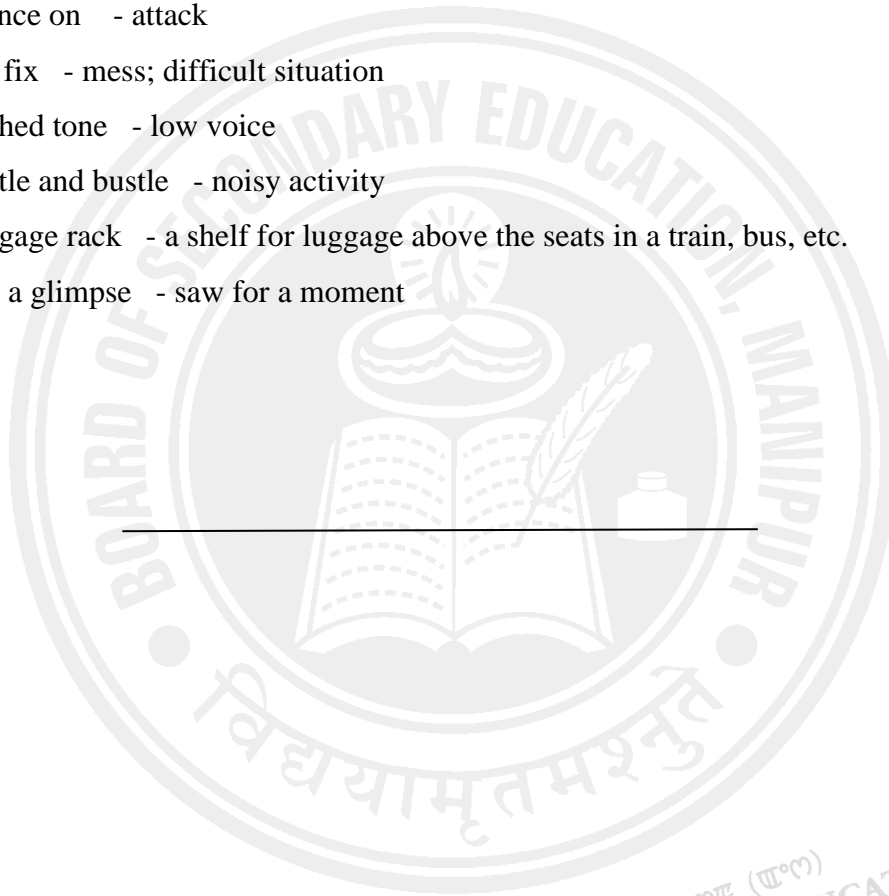 nce on - attack
fix - mess; difficult situation
hed tone - low voice
tle and bustle - noisy activity
gage rack - a shelf for luggage above the seats in a train, bus, etc.
a glimpse - saw for a moment
BOARD OF SECONDARY EDUCATION, MANIPUR
विद्ययामृतमश्नुते